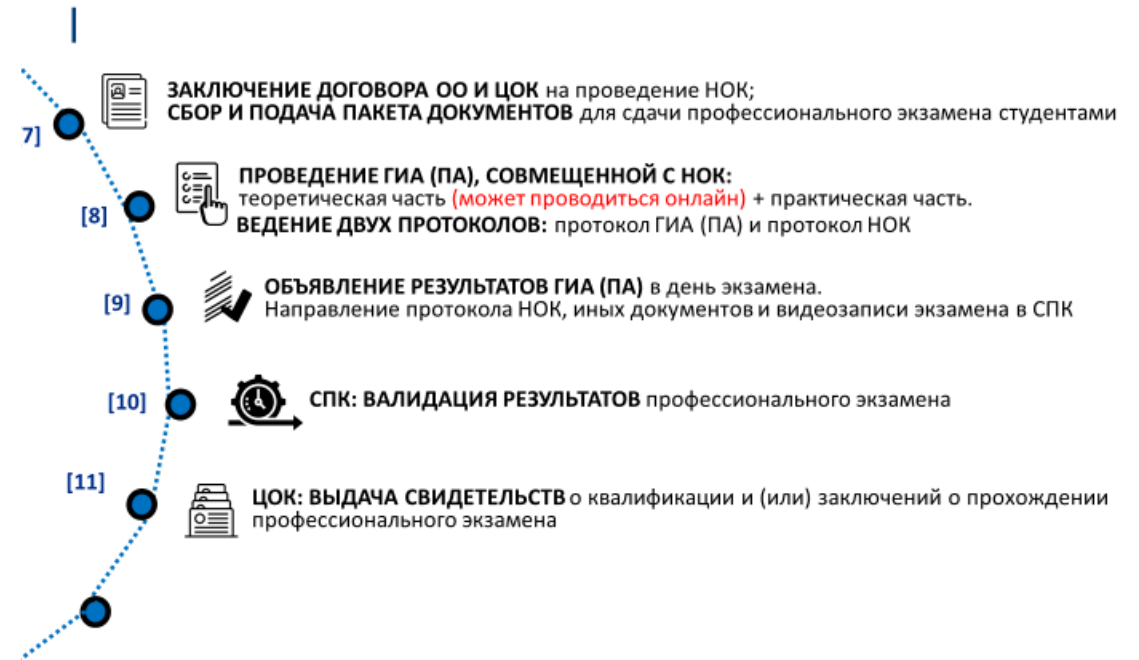 ЗАКЛЮЧЕНИЕ ДОГОВОРА ОО И ЦОК на проведение НОК;
СБОР И ПОДАЧА ПАКЕТА ДОКУМЕНТОВ для сдачи профессионального экзамена студентами
7]
ПРОВЕДЕНИЕ ГИА (ПА), СОВМЕЩЕННОЙ С НОК:
теоретическая часть (может проводиться онлайн) + практическая часть.
[8]
ВЕДЕНИЕ ДВУХ ПРОТОКОЛОВ: протокол ГИА (ПА) и протокол НОК
ОБЪЯВЛЕНИЕ РЕЗУЛЬТАТОВ ГИА (ПА) в день экзамена.
[9]
Направление протокола НОК, иных документов и видеозаписи экзамена в СПК
[10]
СПК: ВАЛИДАЦИЯ РЕЗУЛЬТАТОВ профессионального экзамена
[11]
ЦОК: ВЫДАЧА СВИДЕТЕЛЬСТВ о квалификации и (или) заключений о прохождении
профессионального экзамена